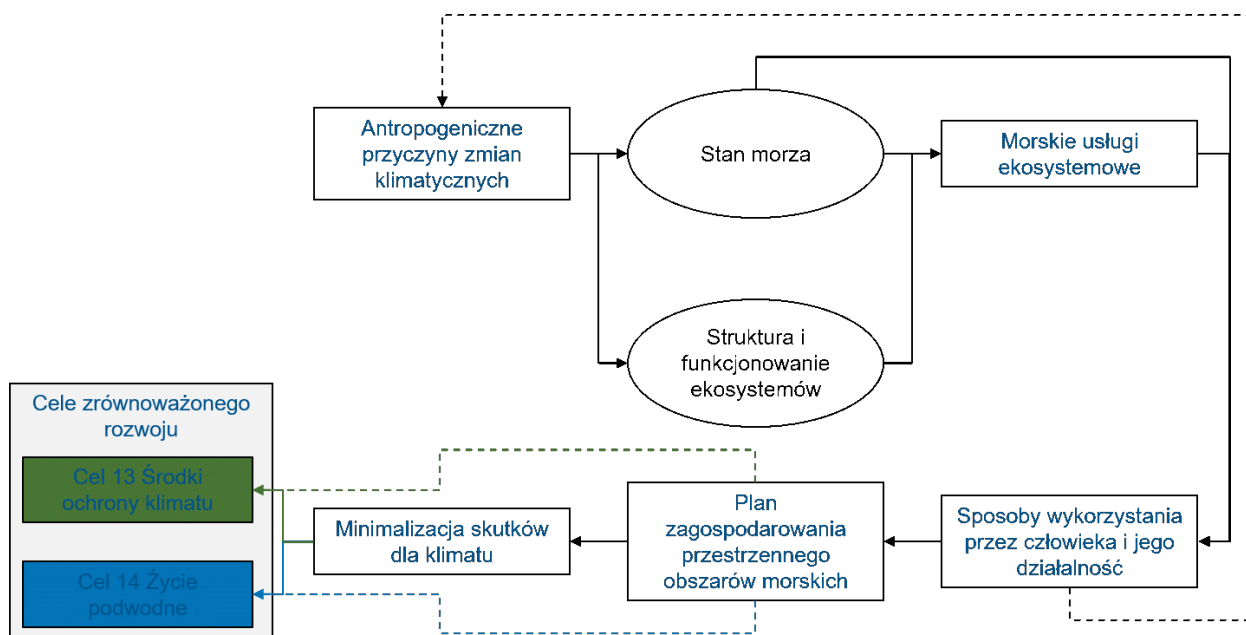 Antropogeniczne
przyczyny zmian
klimatycznych
Stan morza
Morskie usługi
ekosystemowe
Struktura i
funkcjonowanie
ekosystemów
Cele zrównoważonego
rozwoju
Cel 13 Środki
ochrony klimatu
Cel 14 Życie
podwodne
Minimalizacja skutków
dla klimatu
Plan
zagospodarowania
przestrzennego
obszarów morskich
Sposoby wykorzystania
przez człowieka i jego
działalność